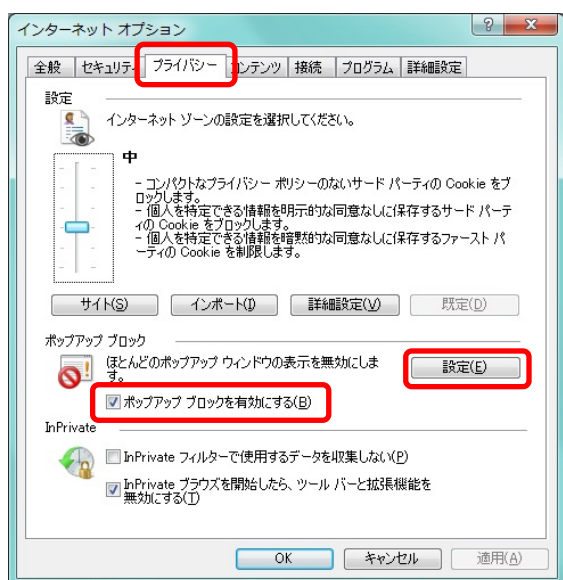 インターネット オプション
全般 セキュリティ プライバシー コンテンツ 接続 プログラム 詳細設定
設定
インターネット ゾーンの設定を選択してください。
中
- コンパクトなプライバシー ポリシーのないサード パーティの Cookie をブ
ロックします。
- 個人を特定できる情報を明示的な同意なしに保存するサード パーテ
ィの Cookie をブロックします。
- 個人を特定できる情報を暗黙的な同意なしに保存するファースト パ
ーティの Cookie を制限します。
サイト(S) インポート(I) 詳細設定(V) 既定(D)
ポップアップ ブロック
ほとんどのポップアップ ウィンドウの表示を無効にしま
す。
設定(E)
ポップアップ ブロックを有効にする(B)
InPrivate
InPrivate フィルターで使用するデータを収集しない(P)
InPrivate ブラウズを開始したら、ツール バーと拡張機能を
無効にする(T)
OK キャンセル 適用(A)